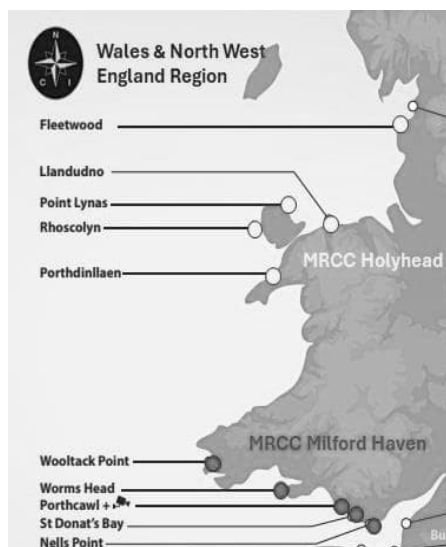 N
C I
Wales & North West
England Region
Fleetwood
Llandudno
Point Lynas
Rhoscolyn
MRCC Holyhead
Porthdinllaen
MRCC Milford Haven
Wooltack Point
Worms Head
Porthcawl +
St Donat's Bay
Nells Point